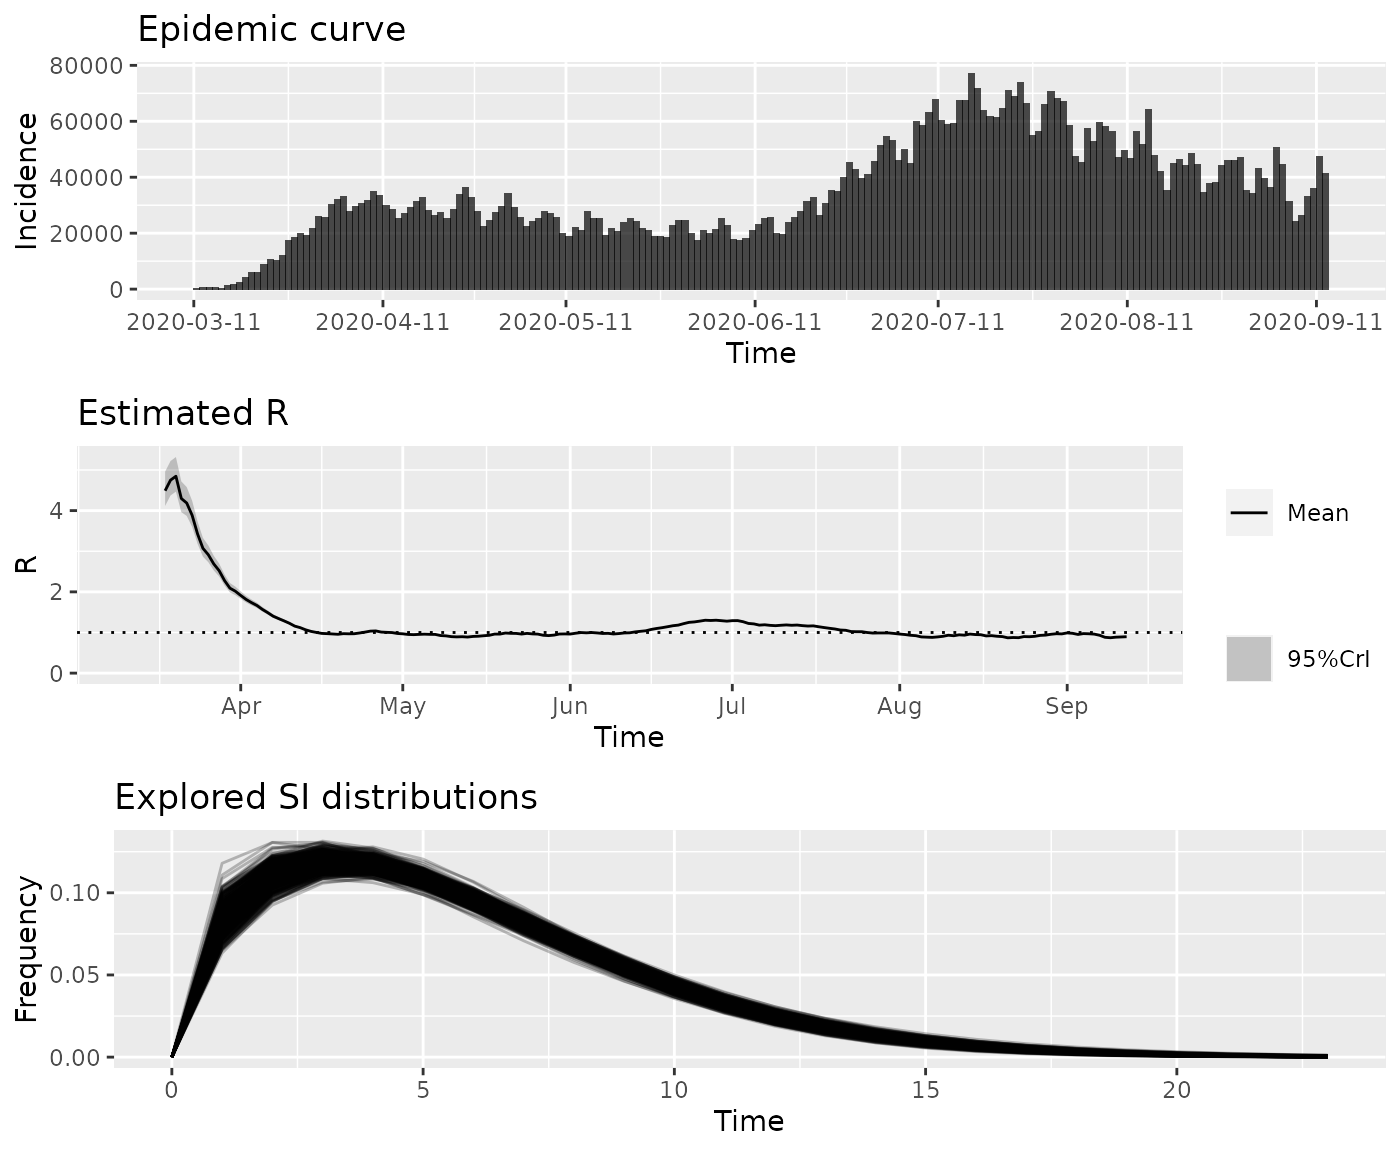 Epidemic curve
80000
60000
40000
20000
0
Incidence
2020-03-11 2020-04-11 2020-05-11 2020-06-11 2020-07-11 2020-08-11 2020-09-11
Time
Estimated R
4
2
0
R
Apr May Jun Jul Aug Sep
Time
Mean
95%CrI
Explored SI distributions
0.10
0.05
0.00
Frequency
0 5 10 15 20
Time